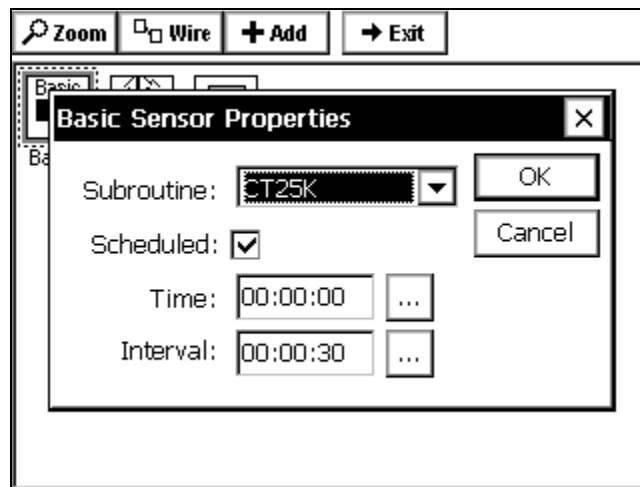 Zoom Wire Add Exit
Basic
Basic Sensor Properties
Ba
Subroutine: CT25K
OK
Scheduled:
Cancel
Time: 00:00:00 ...
Interval: 00:00:30 ...